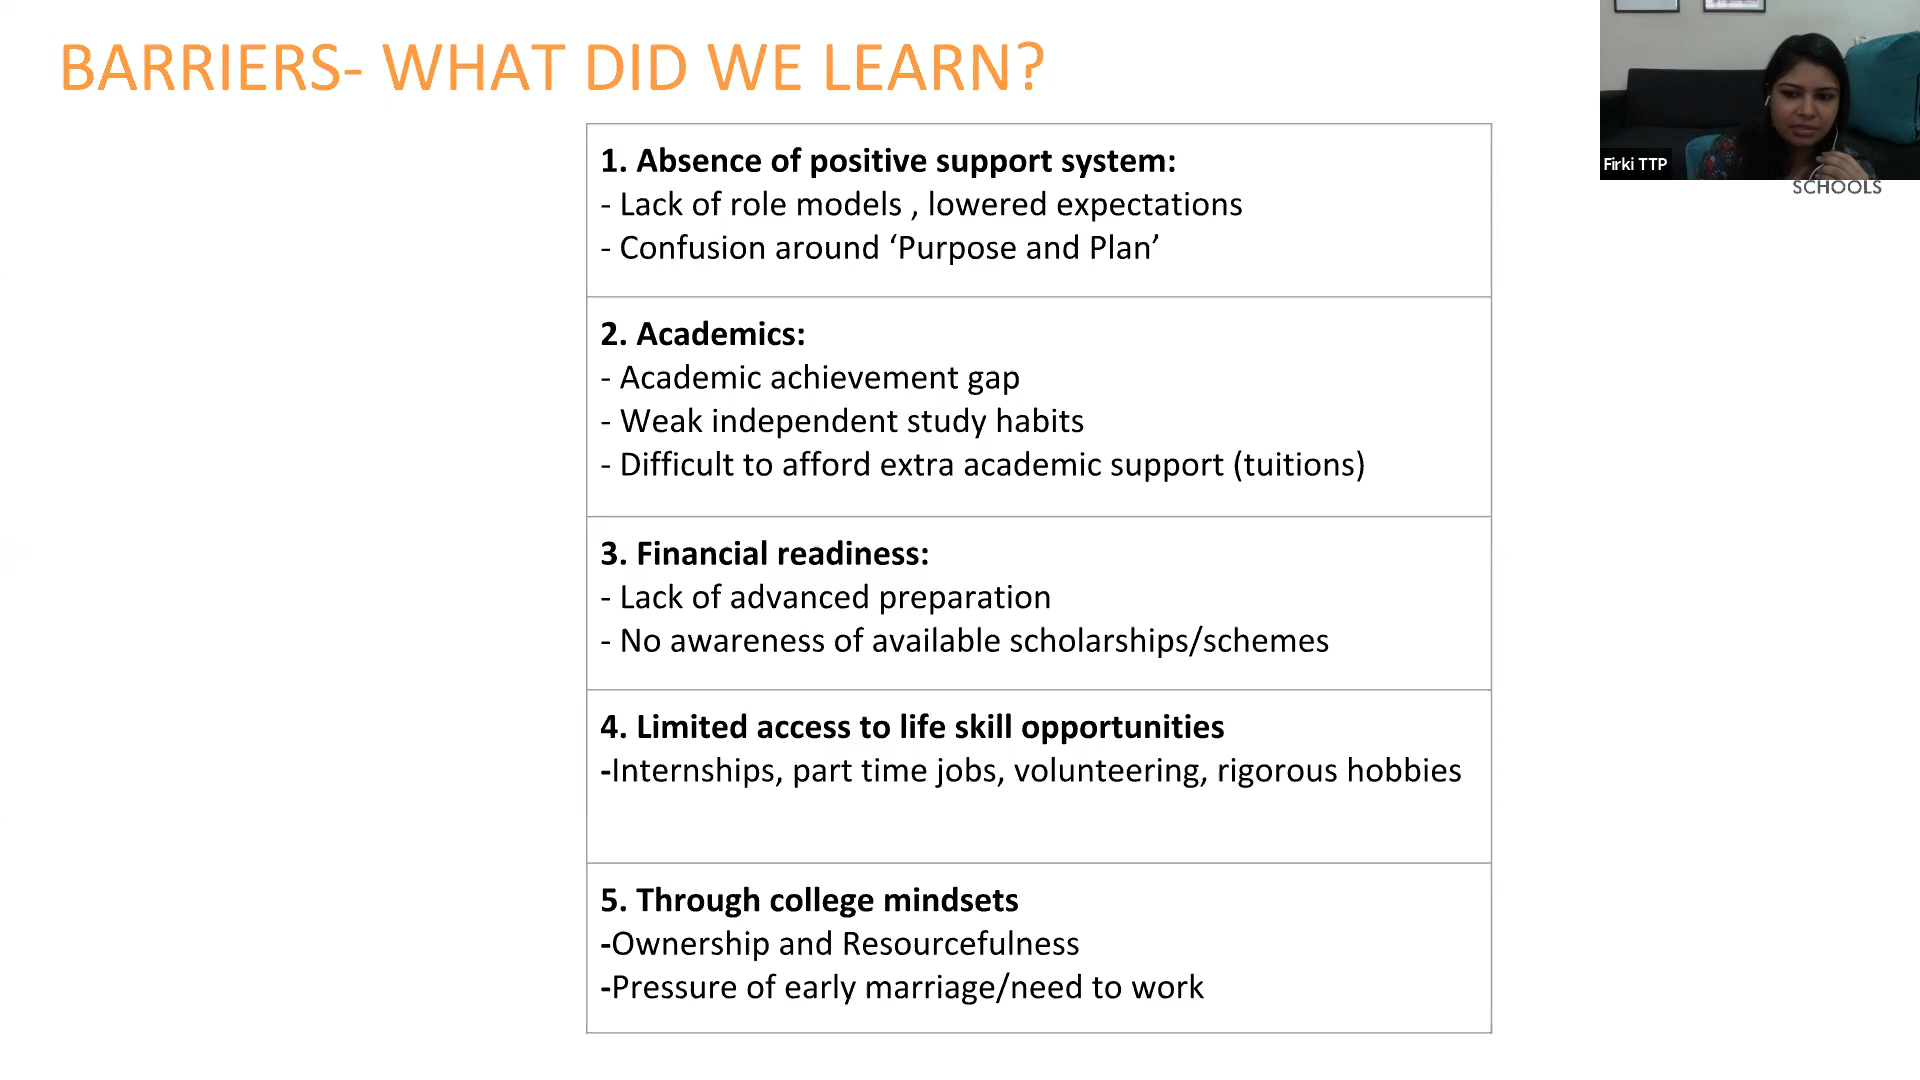 BARRIERS- WHAT DID WE LEARN?
Firki TTP
SCHOOLS
1. Absence of positive support system:
- Lack of role models , lowered expectations
- Confusion around ‘Purpose and Plan’
2. Academics:
- Academic achievement gap
- Weak independent study habits
- Difficult to afford extra academic support (tuitions)
3. Financial readiness:
- Lack of advanced preparation
- No awareness of available scholarships/schemes
4. Limited access to life skill opportunities
-Internships, part time jobs, volunteering, rigorous hobbies
5. Through college mindsets
-Ownership and Resourcefulness
-Pressure of early marriage/need to work